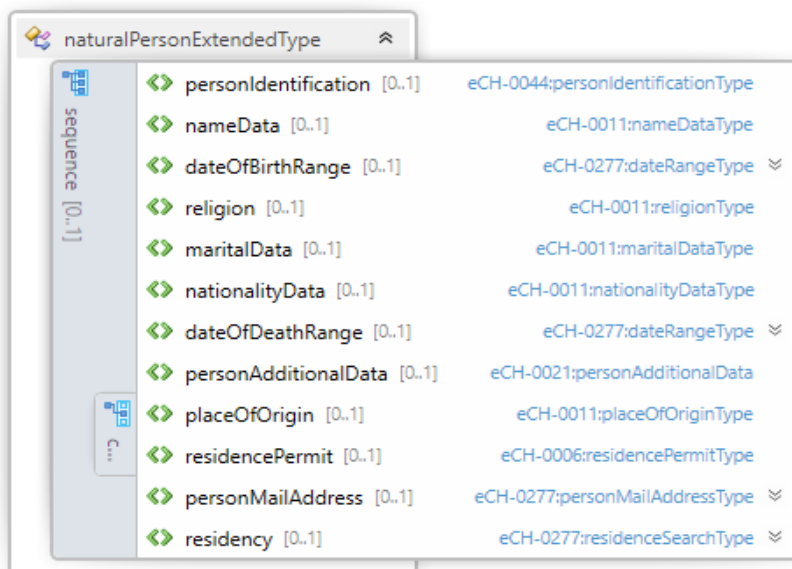 naturalPersonExtendedType
sequence [0..1]
personIdentification [0..1] eCH-0044:personIdentificationType
nameData [0..1] eCH-0011:nameDataType
dateOfBirthRange [0..1] eCH-0277:dateRangeType
religion [0..1] eCH-0011:religionType
maritalData [0..1] eCH-0011:maritalDataType
nationalityData [0..1] eCH-0011:nationalityDataType
dateOfDeathRange [0..1] eCH-0277:dateRangeType
personAdditionalData [0..1] eCH-0021:personAdditionalData
C...
placeOfOrigin [0..1] eCH-0011:placeOfOriginType
residencePermit [0..1] eCH-0006:residencePermitType
personMailAddress [0..1] eCH-0277:personMailAddressType
residency [0..1] eCH-0277:residenceSearchType